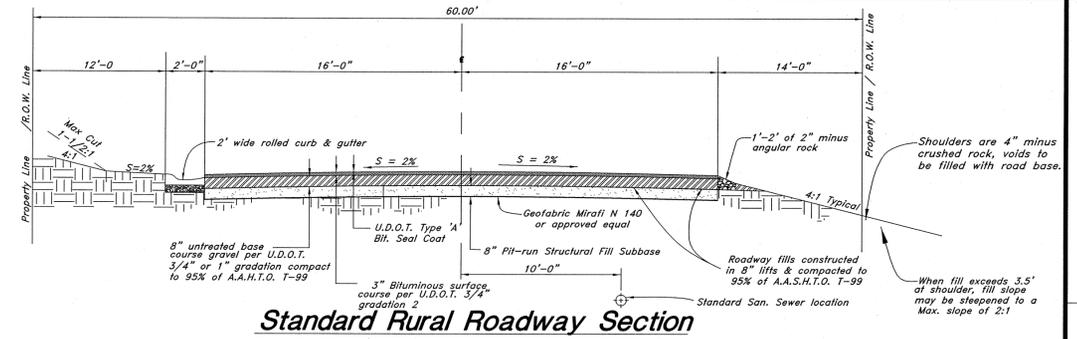 60.00'
12'-0
2'-0"
16'-0"
16'-0"
14'-0"
Property Line /R.O.W. Line
Property Line / R.O.W. Line
Max Cut
1-1/2:1
4:1
S=2%
2' wide rolled curb & gutter
S = 2%
S = 2%
1'-2' of 2" minus
angular rock
Shoulders are 4" minus
crushed rock, voids to
be filled with road base.
4:1 Typical
Geofabric Mirafi N 140
or approved equal
U.D.O.T. Type 'A'
Bit. Seal Coat
8" untreated base
course gravel per U.D.O.T.
3/4" or 1" gradation compact
to 95% of A.A.H.T.O. T-99
8" Pit-run Structural Fill Subbase
Roadway fills constructed
in 8" lifts & compacted to
95% of A.A.S.H.T.O. T-99
10'-0"
3" Bituminous surface
course per U.D.O.T. 3/4"
gradation 2
Standard San. Sewer location
When fill exceeds 3.5'
at shoulder, fill slope
may be steepened to a
Max. slope of 2:1
Standard Rural Roadway Section